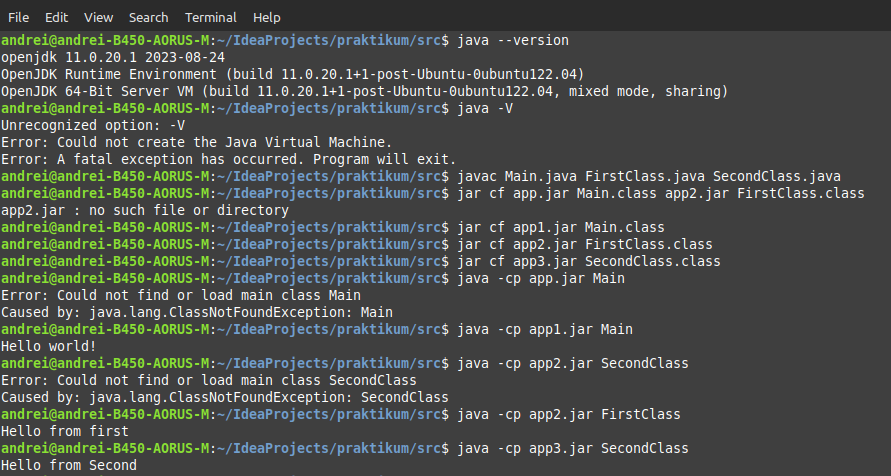 File Edit View Search Terminal Help
andrei@andrei-B450-AORUS-M:~/IdeaProjects/praktikum/src$ java --version
openjdk 11.0.20.1 2023-08-24
OpenJDK Runtime Environment (build 11.0.20.1+1-post-Ubuntu-0ubuntu122.04)
OpenJDK 64-Bit Server VM (build 11.0.20.1+1-post-Ubuntu-0ubuntu122.04, mixed mode, sharing)
andrei@andrei-B450-AORUS-M:~/IdeaProjects/praktikum/src$ java -V
Unrecognized option: -V
Error: Could not create the Java Virtual Machine.
Error: A fatal exception has occurred. Program will exit.
andrei@andrei-B450-AORUS-M:~/IdeaProjects/praktikum/src$ javac Main.java FirstClass.java SecondClass.java
andrei@andrei-B450-AORUS-M:~/IdeaProjects/praktikum/src$ jar cf app.jar Main.class app2.jar FirstClass.class
app2.jar : no such file or directory
andrei@andrei-B450-AORUS-M:~/IdeaProjects/praktikum/src$ jar cf app1.jar Main.class
andrei@andrei-B450-AORUS-M:~/IdeaProjects/praktikum/src$ jar cf app2.jar FirstClass.class
andrei@andrei-B450-AORUS-M:~/IdeaProjects/praktikum/src$ jar cf app3.jar SecondClass.class
andrei@andrei-B450-AORUS-M:~/IdeaProjects/praktikum/src$ java -cp app.jar Main
Error: Could not find or load main class Main
Caused by: java.lang.ClassNotFoundException: Main
andrei@andrei-B450-AORUS-M:~/IdeaProjects/praktikum/src$ java -cp app1.jar Main
Hello world!
andrei@andrei-B450-AORUS-M:~/IdeaProjects/praktikum/src$ java -cp app2.jar SecondClass
Error: Could not find or load main class SecondClass
Caused by: java.lang.ClassNotFoundException: SecondClass
andrei@andrei-B450-AORUS-M:~/IdeaProjects/praktikum/src$ java -cp app2.jar FirstClass
Hello from first
andrei@andrei-B450-AORUS-M:~/IdeaProjects/praktikum/src$ java -cp app3.jar SecondClass
Hello from Second